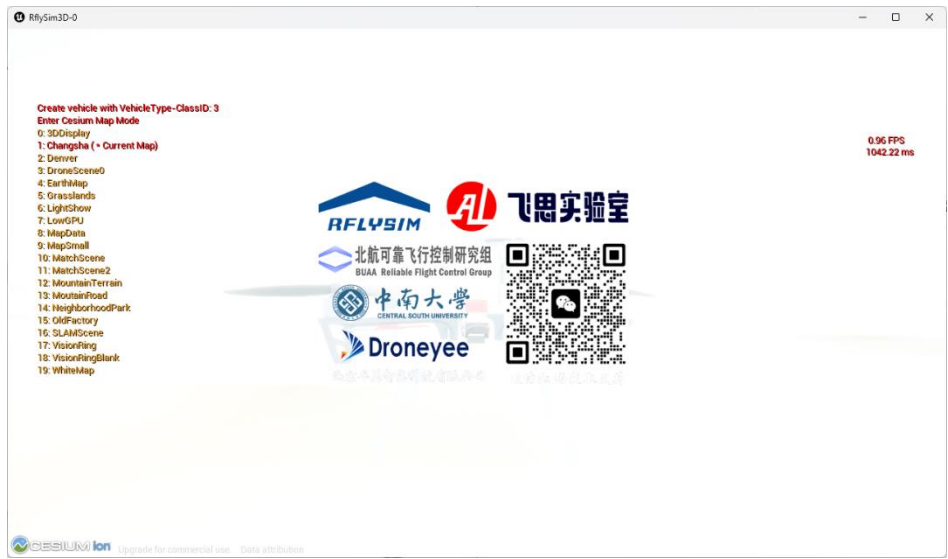 RflySim3D-0
Create vehicle with VehicleType-ClassID: 3
Enter Cesium Map Mode
0: 3DDisplay
1: Changsha ( * Current Map)
2: Denver
3: DroneScene0
4: EarthMap
5: Grasslands
6: LightShow
7: LowGPU
8: MapData
9: MapSmall
10: MatchScene
11: MatchScene2
12: MountainTerrain
13: MoutainRoad
14: NeighborhoodPark
15: OldFactory
16: SLAMScene
17: VisionRing
18: VisionRingBlank
19: WhiteMap
0.96 FPS
1042.22 ms
RFLYSIM
飞思实验室
北航可靠飞行控制研究组
BUAA Reliable Flight Control Group
中南大学
CENTRAL SOUTH UNIVERSITY
Droneyee
CESIUM ion
Upgrade for commercial use
Data attribution